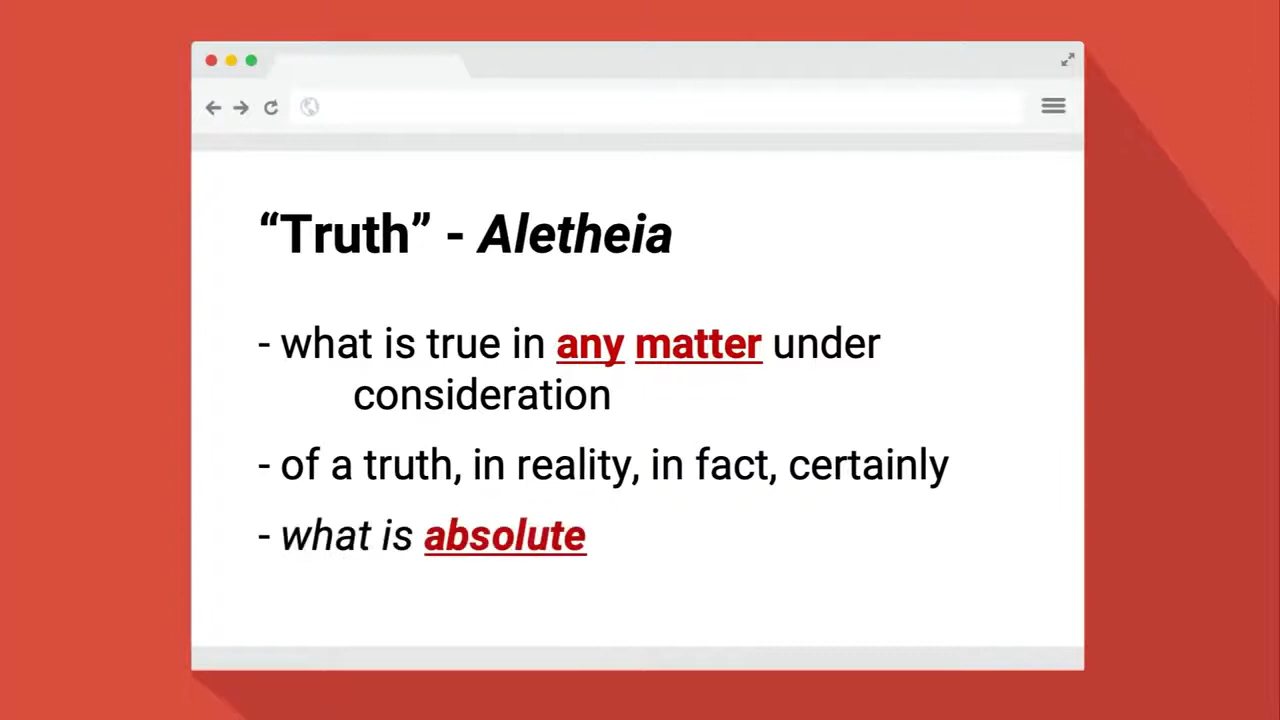 “Truth” - Aletheia
- what is true in any matter under
consideration
- of a truth, in reality, in fact, certainly
- what is absolute